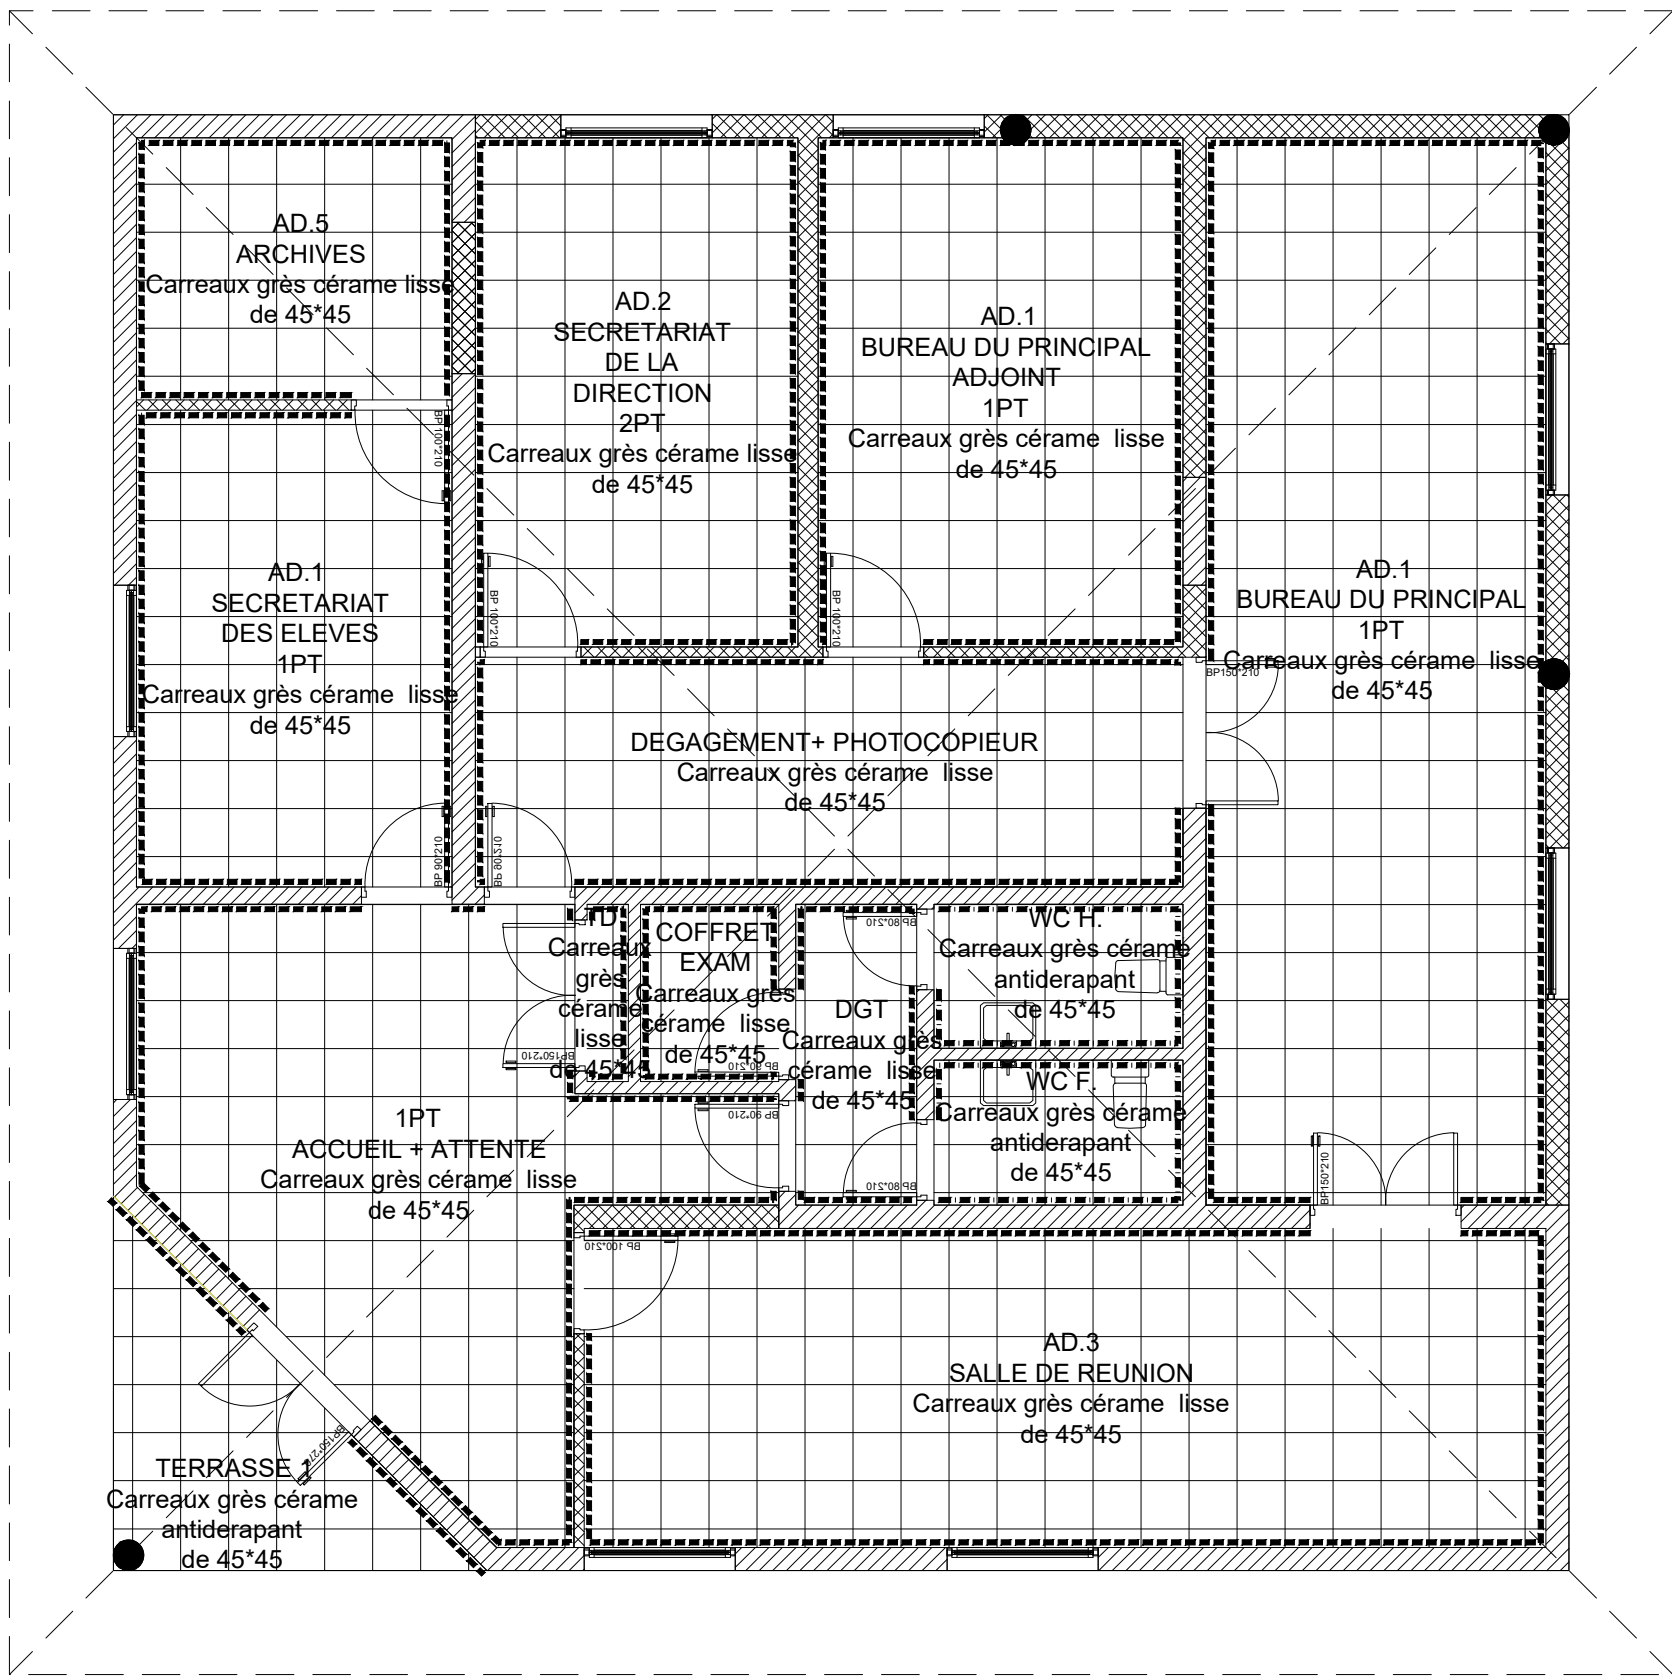 AD.5
ARCHIVES
Carreaux grès cérame lisse
de 45*45
BP 100*210
AD.2
SECRETARIAT
DE LA
DIRECTION
2PT
Carreaux grès cérame lisse
de 45*45
BP 100*210
AD.1
BUREAU DU PRINCIPAL
ADJOINT
1PT
Carreaux grès cérame lisse
de 45*45
BP 100*210
AD.1
BUREAU DU PRINCIPAL
1PT
Carreaux grès cérame lisse
de 45*45
BP150*210
AD.1
SECRETARIAT
DES ELEVES
1PT
Carreaux grès cérame lisse
de 45*45
BP 90*210
DEGAGEMENT+ PHOTOCOPIEUR
Carreaux grès cérame lisse
de 45*45
BP 90*210
TD
Carreaux
grès
cérame
lisse
de 45*45
BP150*210
COFFRET
EXAM
Carreaux grès
cérame lisse
de 45*45
BP 90*210
BP 90*210
DGT
Carreaux grès
cérame lisse
de 45*45
BP 80*210
BP 80*210
WC H.
Carreaux grès cérame
antiderapant
de 45*45
WC F.
Carreaux grès cérame
antiderapant
de 45*45
BP150*210
1PT
ACCUEIL + ATTENTE
Carreaux grès cérame lisse
de 45*45
BP 100*210
AD.3
SALLE DE REUNION
Carreaux grès cérame lisse
de 45*45
BP150*270
TERRASSE 1
Carreaux grès cérame
antiderapant
de 45*45